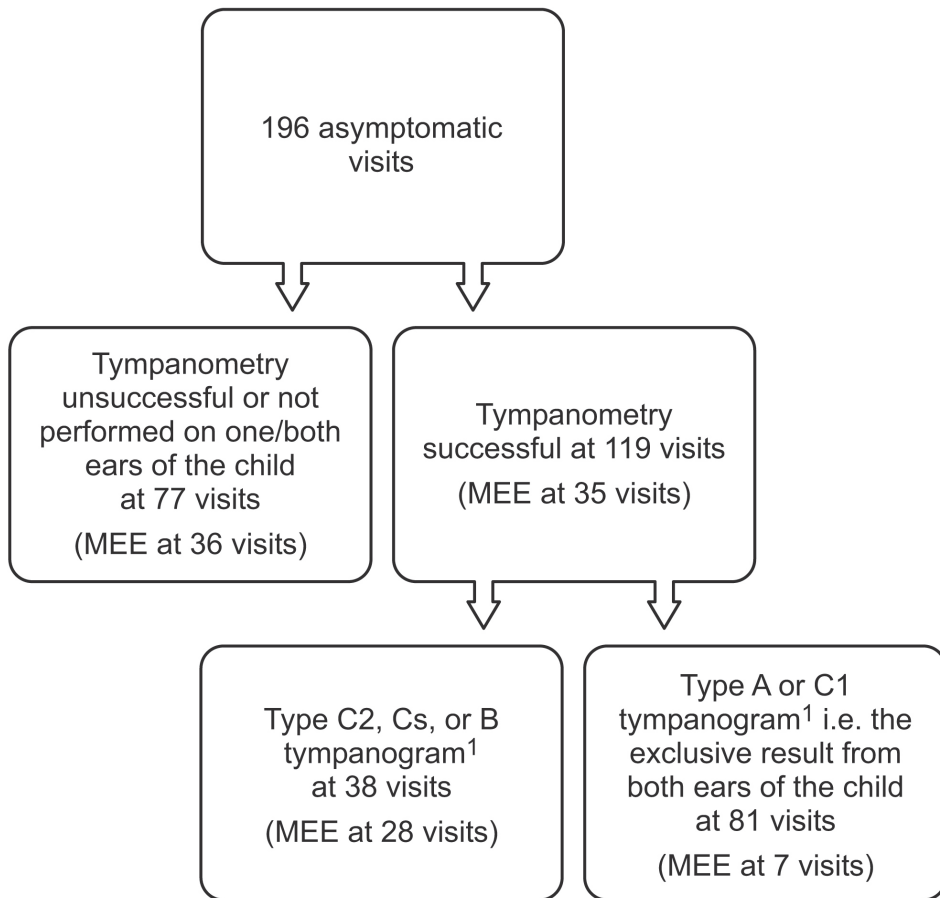 196 asymptomatic
visits
Tympanometry
unsuccessful or not
performed on one/both
ears of the child
at 77 visits
(MEE at 36 visits)
Tympanometry
successful at 119 visits
(MEE at 35 visits)
Type C2, Cs, or B
tympanogram¹
at 38 visits
(MEE at 28 visits)
Type A or C1
tympanogram¹ i.e. the
exclusive result from
both ears of the child
at 81 visits
(MEE at 7 visits)